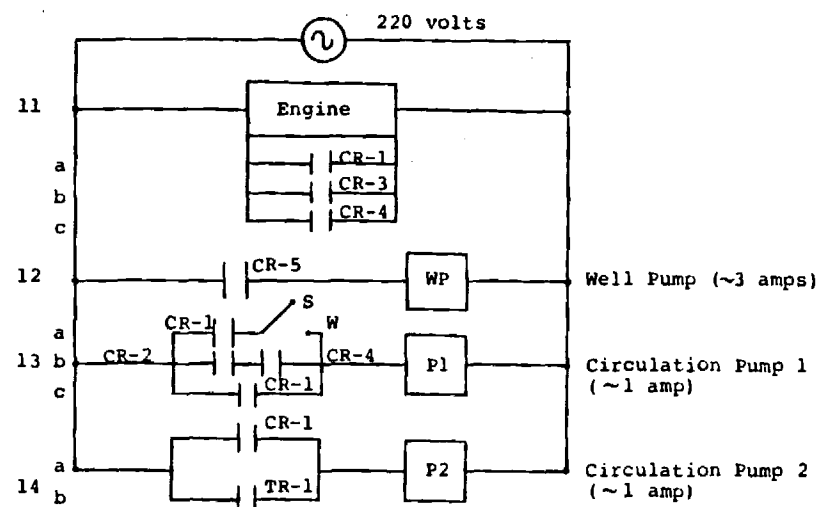 220 volts
11
Engine
a
CR-1
b
CR-3
c
CR-4
12
CR-5
WP
Well Pump (~3 amps)
S
a
CR-1
W
13 b
CR-2
CR-4
P1
Circulation Pump 1
(~1 amp)
c
CR-1
CR-1
a
P2
Circulation Pump 2
(~1 amp)
14 b
TR-1